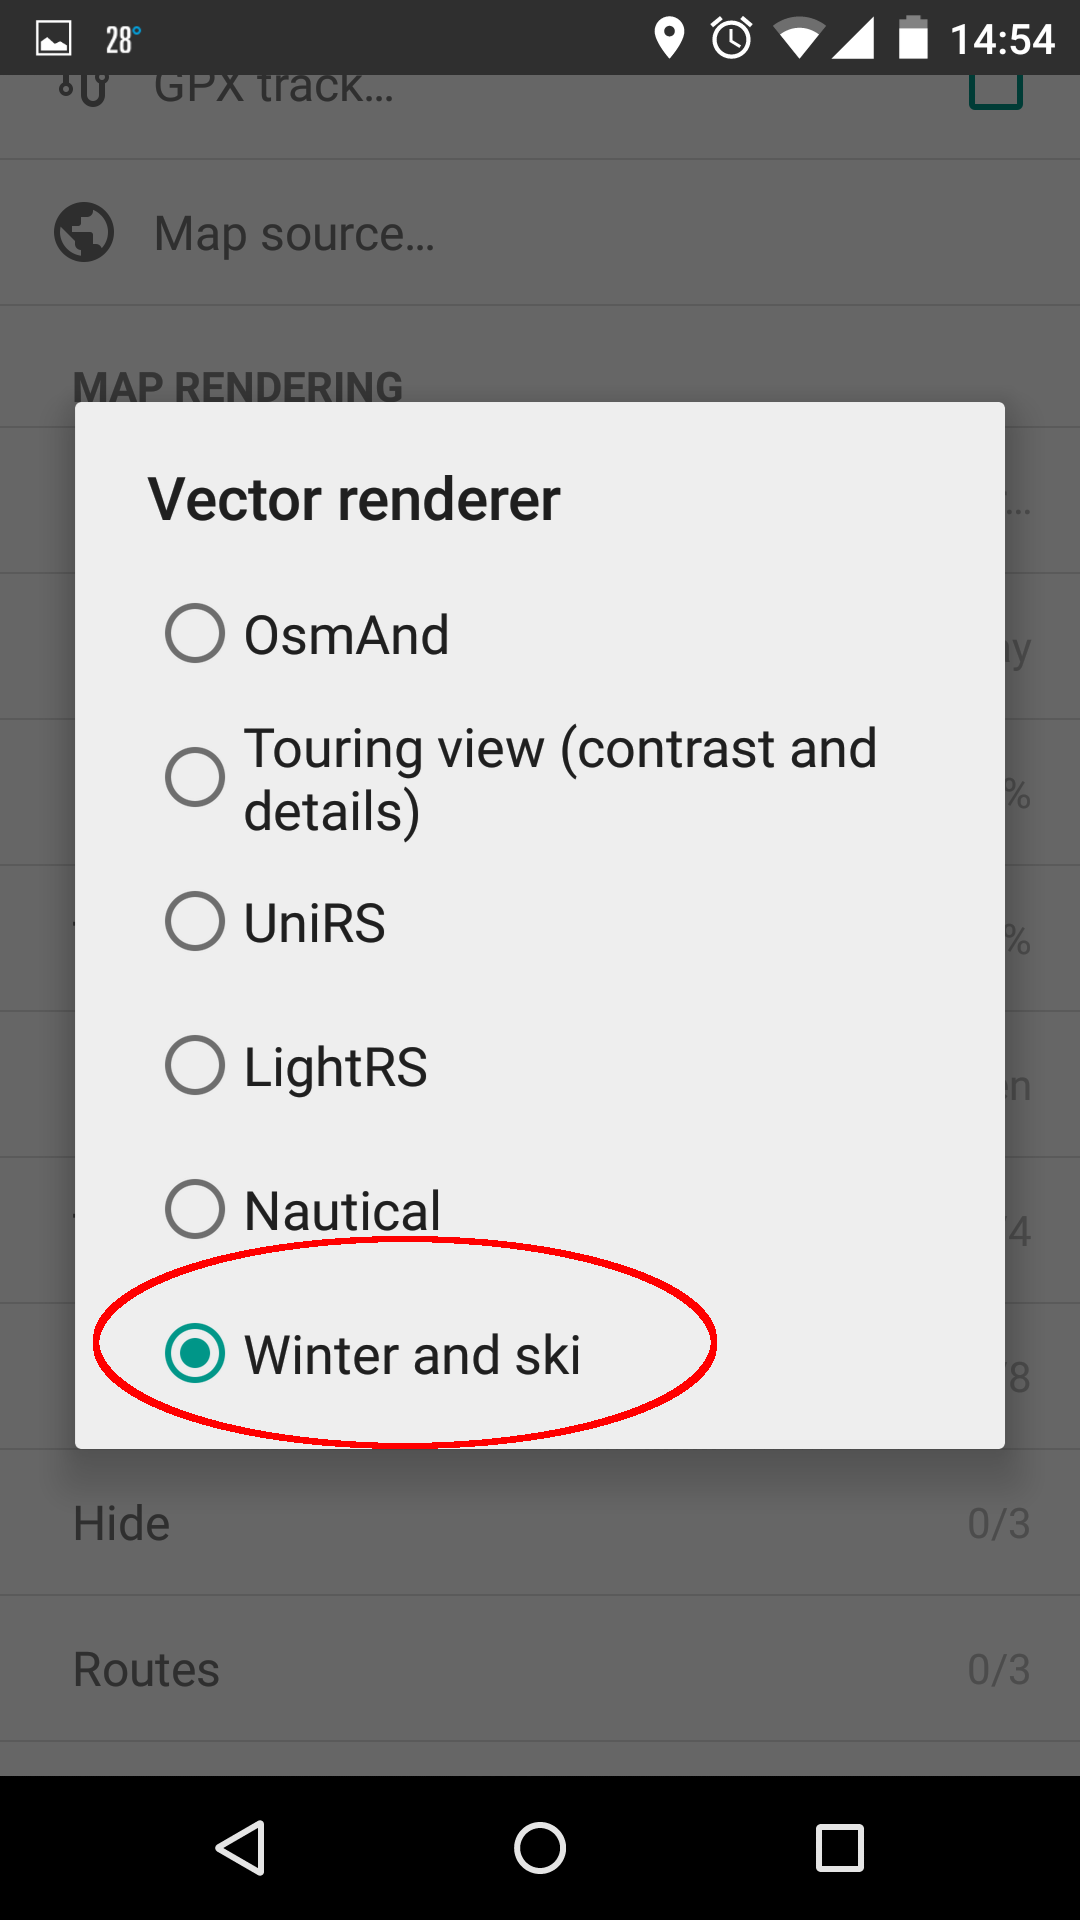 28°
14:54
GPX track...
Map source...
MAP RENDERING
Vector renderer
OsmAnd
Touring view (contrast and
details)
UniRS
LightRS
Nautical
Winter and ski
Hide
0/3
Routes
0/3